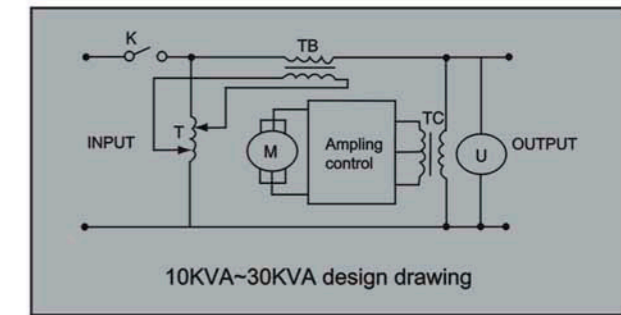 K
TB
INPUT
T
M
Ampling
control
TC
U
OUTPUT
10KVA~30KVA design drawing